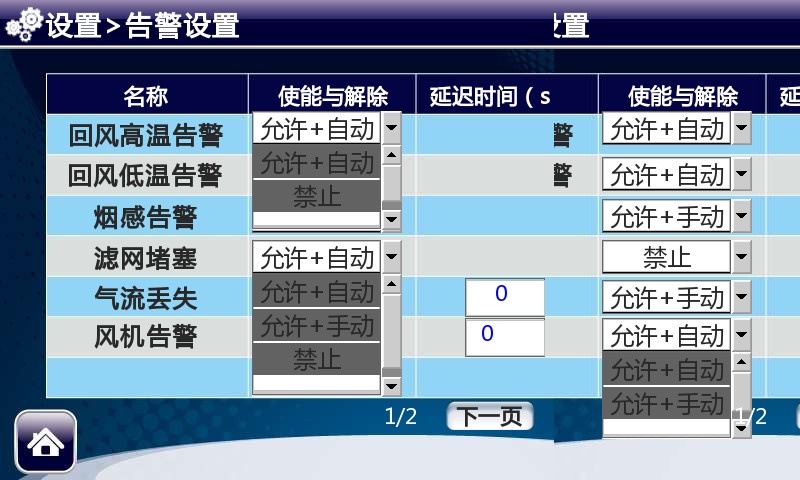 设置>告警设置
置
名称 使能与解除 延迟时间（s 使能与解除 延
回风高温告警 允许+自动 警 允许+自动
允许+自动
回风低温告警 警 允许+自动
禁止
烟感告警 允许+手动
滤网堵塞 允许+自动 禁止
气流丢失 允许+自动 0 允许+手动
允许+手动
风机告警 0 允许+自动
禁止 允许+自动
允许+手动
1/2 下一页 1/2